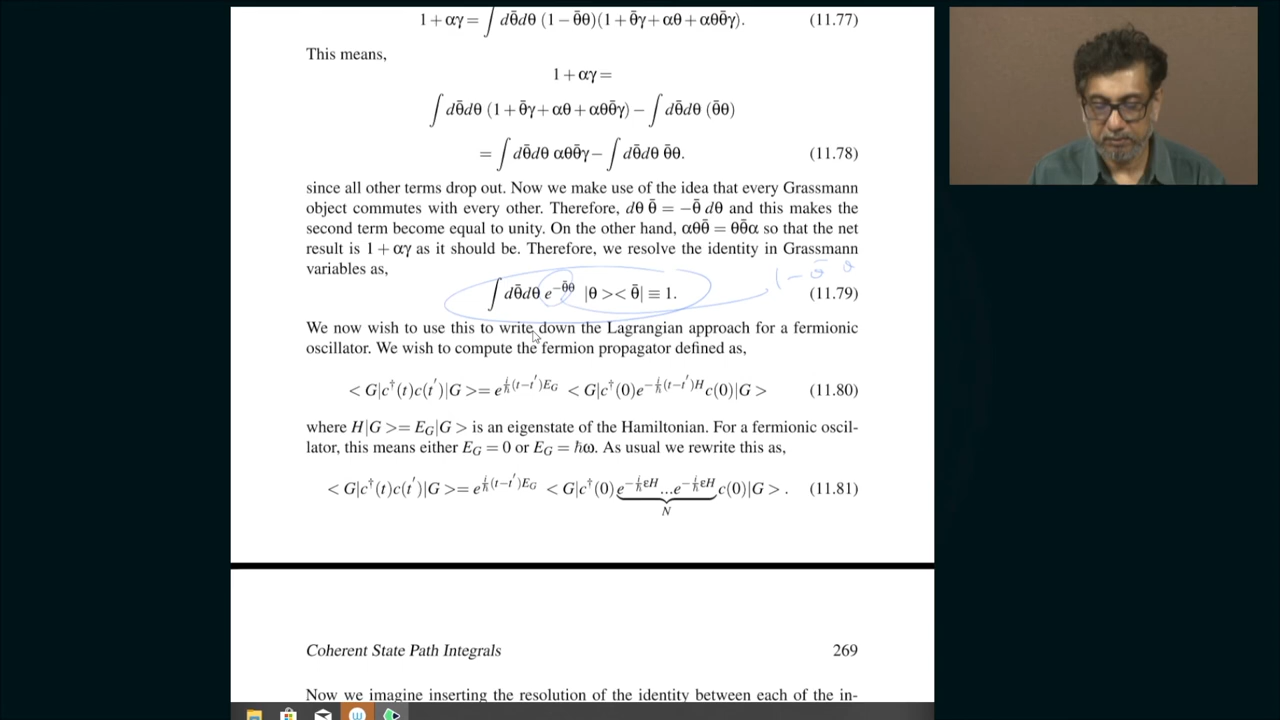 1 + αγ = ∫ dθ̄dθ (1 − θ̄θ)(1 + θ̄γ + αθ + αθθ̄γ). (11.77)
This means,
1 + αγ =
∫ dθ̄dθ (1 + θ̄γ + αθ + αθθ̄γ) − ∫ dθ̄dθ (θ̄θ)
= ∫ dθ̄dθ αθθ̄γ − ∫ dθ̄dθ θ̄θ. (11.78)
since all other terms drop out. Now we make use of the idea that every Grassmann
object commutes with every other. Therefore, dθ θ̄ = −θ̄ dθ and this makes the
second term become equal to unity. On the other hand, αθθ̄ = θθ̄α so that the net
result is 1 + αγ as it should be. Therefore, we resolve the identity in Grassmann
variables as,
1 − θ̄ θ
∫ dθ̄dθ e^{−θ̄θ} |θ >< θ̄| ≡ 1. (11.79)
We now wish to use this to write down the Lagrangian approach for a fermionic
oscillator. We wish to compute the fermion propagator defined as,
< G|c†(t)c(t′)|G >= e^{i/ħ(t−t′)E_G} < G|c†(0)e^{−i/ħ(t−t′)H}c(0)|G > (11.80)
where H|G >= E_G|G > is an eigenstate of the Hamiltonian. For a fermionic oscil-
lator, this means either E_G = 0 or E_G = ħω. As usual we rewrite this as,
< G|c†(t)c(t′)|G >= e^{i/ħ(t−t′)E_G} < G|c†(0) e^{−i/ħεH}...e^{−i/ħεH} c(0)|G > . (11.81)
N
Coherent State Path Integrals 269
Now we imagine inserting the resolution of the identity between each of the in-